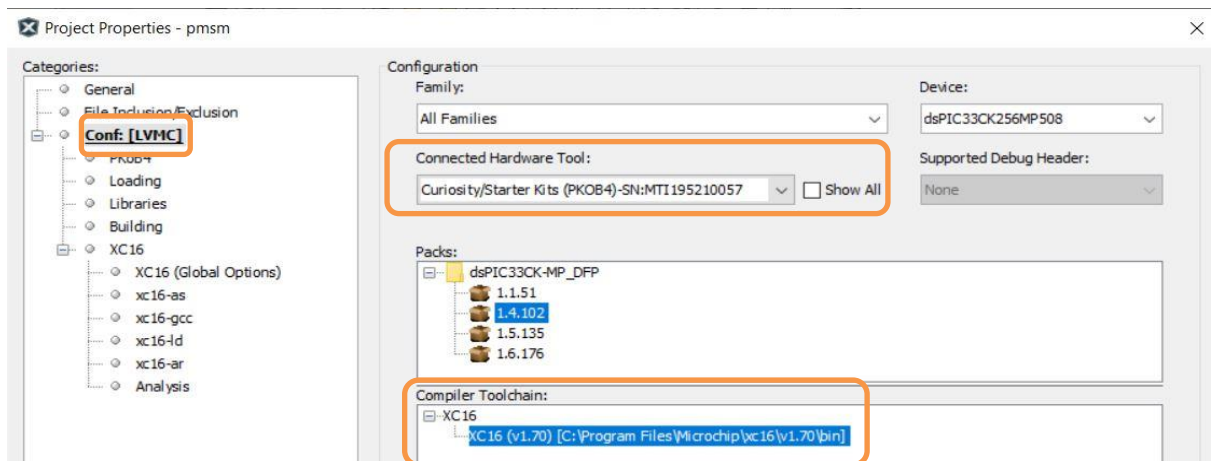 Project Properties - pmsm
Categories:
General
File Inclusion/Exclusion
Conf: [LVMC]
PKOB4
Loading
Libraries
Building
XC16
XC16 (Global Options)
xc16-as
xc16-gcc
xc16-ld
xc16-ar
Analysis
Configuration
Family:
All Families
Device:
dsPIC33CK256MP508
Connected Hardware Tool:
Curiosity/Starter Kits (PKOB4)-SN:MTI195210057
Show All
Supported Debug Header:
None
Packs:
dsPIC33CK-MP_DFP
1.1.51
1.4.102
1.5.135
1.6.176
Compiler Toolchain:
XC16
XC16 (v1.70) [C:\Program Files\Microchip\xc16\v1.70\bin]